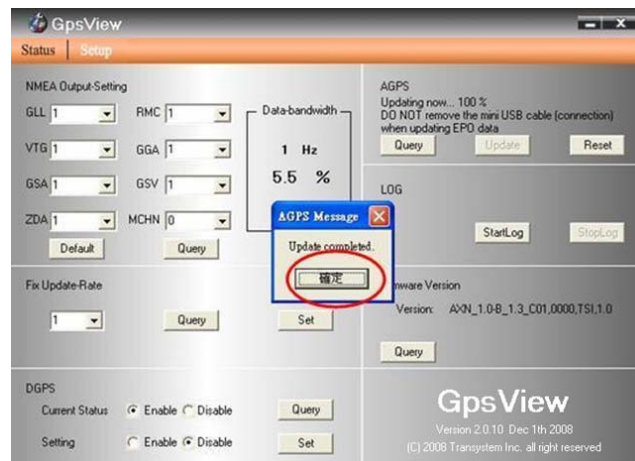 GpsView
Status Setup
NMEA Output-Setting
GLL 1 RMC 1
VTG 1 GGA 1
GSA 1 GSV 1
ZDA 1 MCHN 0
Default Query
Data-bandwidth
1 Hz
5.5 %
AGPS
Updating now... 100 %
DO NOT remove the mini USB cable (connection)
when updating EPO data
Query Update Reset
LOG
StartLog StopLog
AGPS Message
Update completed.
確定
Fix Update-Rate
1 Query Set
mware Version
Version: AXN_1.0-B_1.3_C01,0000,TSI,1.0
Query
DGPS
Current Status Enable Disable Query
Setting Enable Disable Set
GpsView
Version 2.0.10 Dec 1th 2008
(C) 2008 Transystem Inc. all right reserved